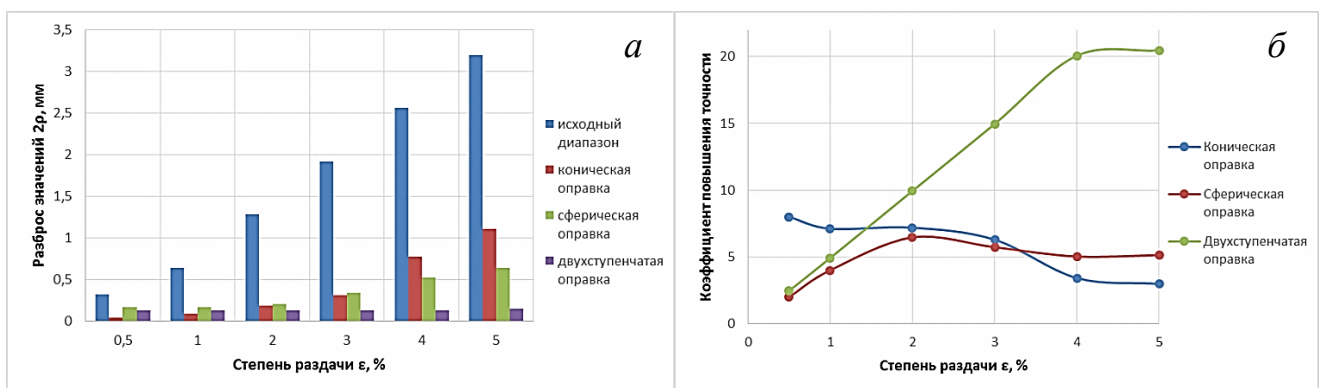 а
3,5
3
2,5
2
1,5
1
0,5
0
Разброс значений 2ρ, мм
0,5 1 2 3 4 5
Степень раздачи ε, %
исходный
диапазон
коническая
оправка
сферическая
оправка
двухступенчатая
оправка
б
20
15
10
5
0
Коэффициент повышения точности
0 1 2 3 4 5
Степень раздачи ε, %
Коническая
оправка
Сферическая
оправка
Двухступенчатая
оправка